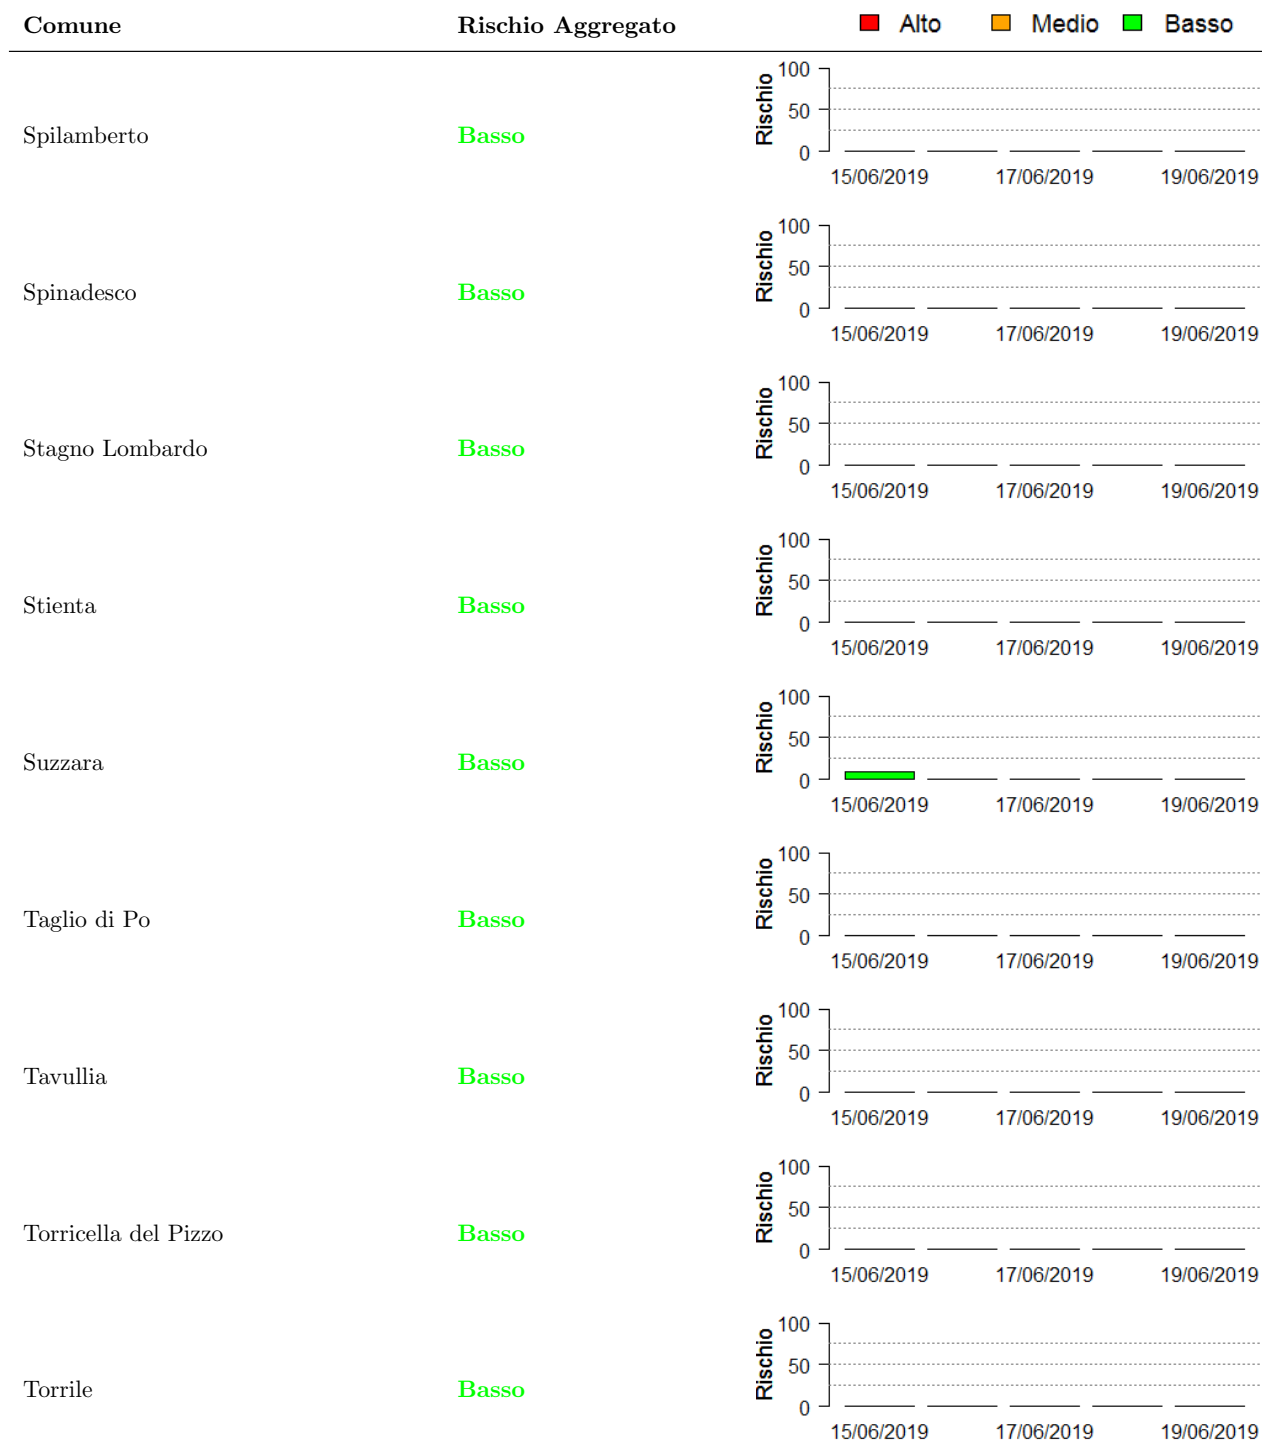 Comune Rischio Aggregato Alto Medio Basso
Spilamberto Basso
Rischio
100
50
0
15/06/2019 17/06/2019 19/06/2019
Spinadesco Basso
Rischio
100
50
0
15/06/2019 17/06/2019 19/06/2019
Stagno Lombardo Basso
Rischio
100
50
0
15/06/2019 17/06/2019 19/06/2019
Stienta Basso
Rischio
100
50
0
15/06/2019 17/06/2019 19/06/2019
Suzzara Basso
Rischio
100
50
0
15/06/2019 17/06/2019 19/06/2019
Taglio di Po Basso
Rischio
100
50
0
15/06/2019 17/06/2019 19/06/2019
Tavullia Basso
Rischio
100
50
0
15/06/2019 17/06/2019 19/06/2019
Torricella del Pizzo Basso
Rischio
100
50
0
15/06/2019 17/06/2019 19/06/2019
Torrile Basso
Rischio
100
50
0
15/06/2019 17/06/2019 19/06/2019